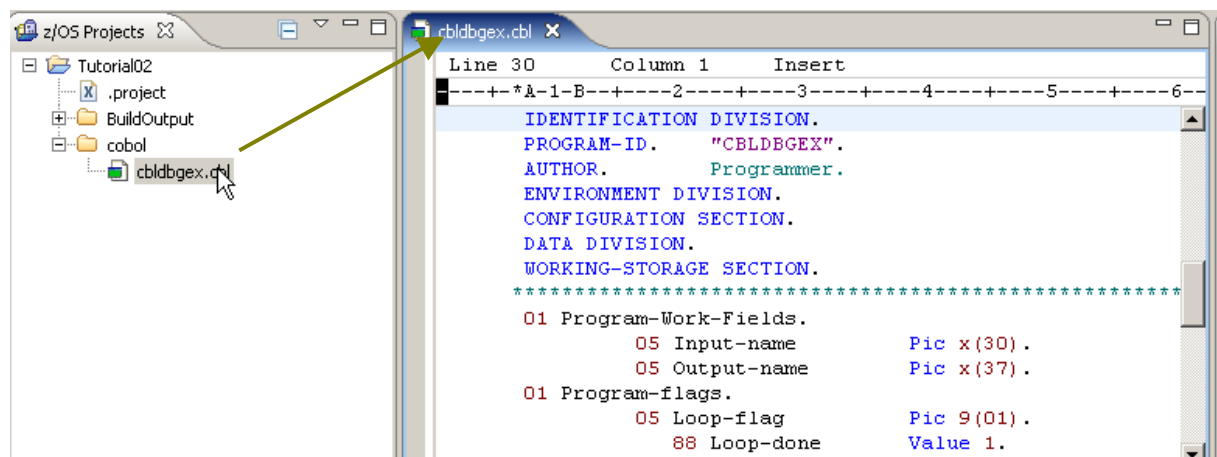 z/OS Projects
Tutorial02
.project
BuildOutput
cobol
cbldbgex.cbl
cbldbgex.cbl
Line 30 Column 1 Insert
----+-*A-1-B--+----2----+----3----+----4----+----5----+----6--
IDENTIFICATION DIVISION.
PROGRAM-ID. "CBLDBGEX".
AUTHOR. Programmer.
ENVIRONMENT DIVISION.
CONFIGURATION SECTION.
DATA DIVISION.
WORKING-STORAGE SECTION.
******************************************************
01 Program-Work-Fields.
05 Input-name Pic x(30).
05 Output-name Pic x(37).
01 Program-flags.
05 Loop-flag Pic 9(01).
88 Loop-done Value 1.